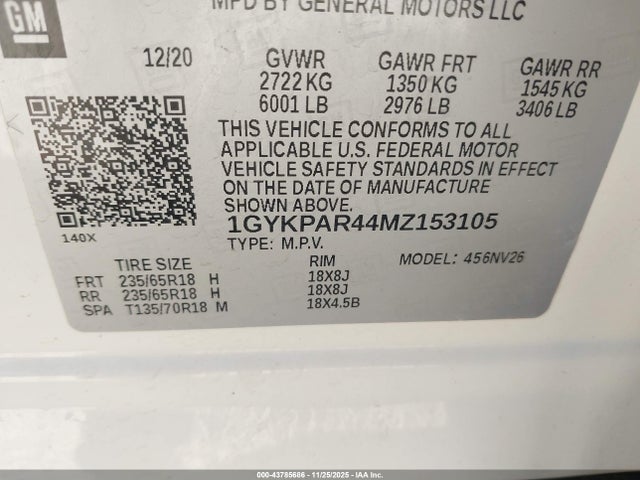 GM
MFD BY GENERAL MOTORS LLC
12/20 GVWR GAWR FRT GAWR RR
2722 KG 1350 KG 1545 KG
6001 LB 2976 LB 3406 LB
THIS VEHICLE CONFORMS TO ALL
APPLICABLE U.S. FEDERAL MOTOR
VEHICLE SAFETY STANDARDS IN EFFECT
ON THE DATE OF MANUFACTURE
SHOWN ABOVE.
140X
1GYKPAR44MZ153105
TYPE: M.P.V. MODEL: 456NV26
TIRE SIZE RIM
FRT 235/65R18 H 18X8J
RR 235/65R18 H 18X8J
SPA T135/70R18 M 18X4.5B
000-43785686 - 11/25/2025 - IAA Inc.